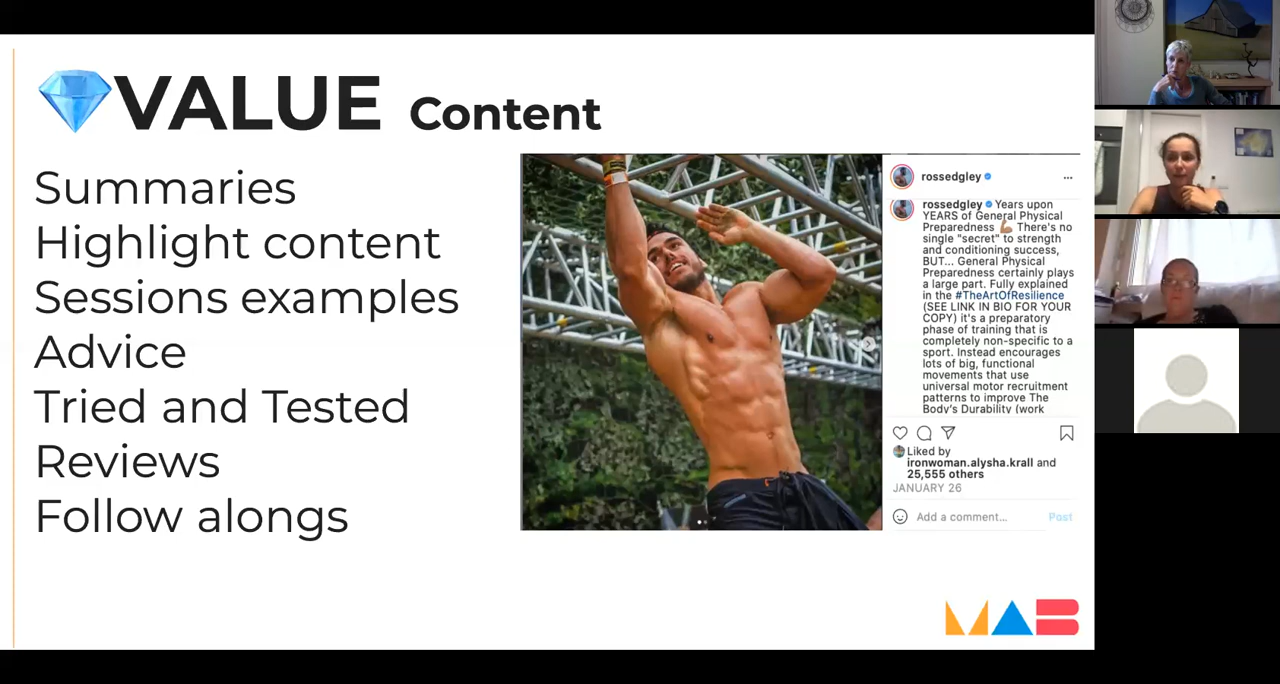 VALUE Content
Summaries
Highlight content
Sessions examples
Advice
Tried and Tested
Reviews
Follow alongs
rossedgley
rossedgley Years upon
YEARS of General Physical
Preparedness 💪🏽 There's no
single "secret" to strength
and conditioning success,
BUT... General Physical
Preparedness certainly plays
a large part. Fully explained
in the #TheArtOfResilience
(SEE LINK IN BIO FOR YOUR
COPY) it's a preparatory
phase of training that is
completely non-specific to a
sport. Instead encourages
lots of big, functional
movements that use
universal motor recruitment
patterns to improve The
Body's Durability (work
Liked by
ironwoman.alysha.krall and
25,555 others
JANUARY 26
Add a comment... Post
MAB